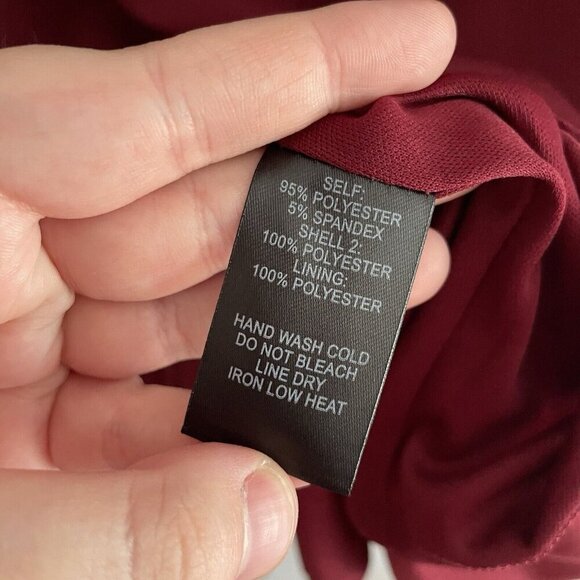 SELF:
95% POLYESTER
5% SPANDEX
SHELL 2:
100% POLYESTER
LINING:
100% POLYESTER
HAND WASH COLD
DO NOT BLEACH
LINE DRY
IRON LOW HEAT